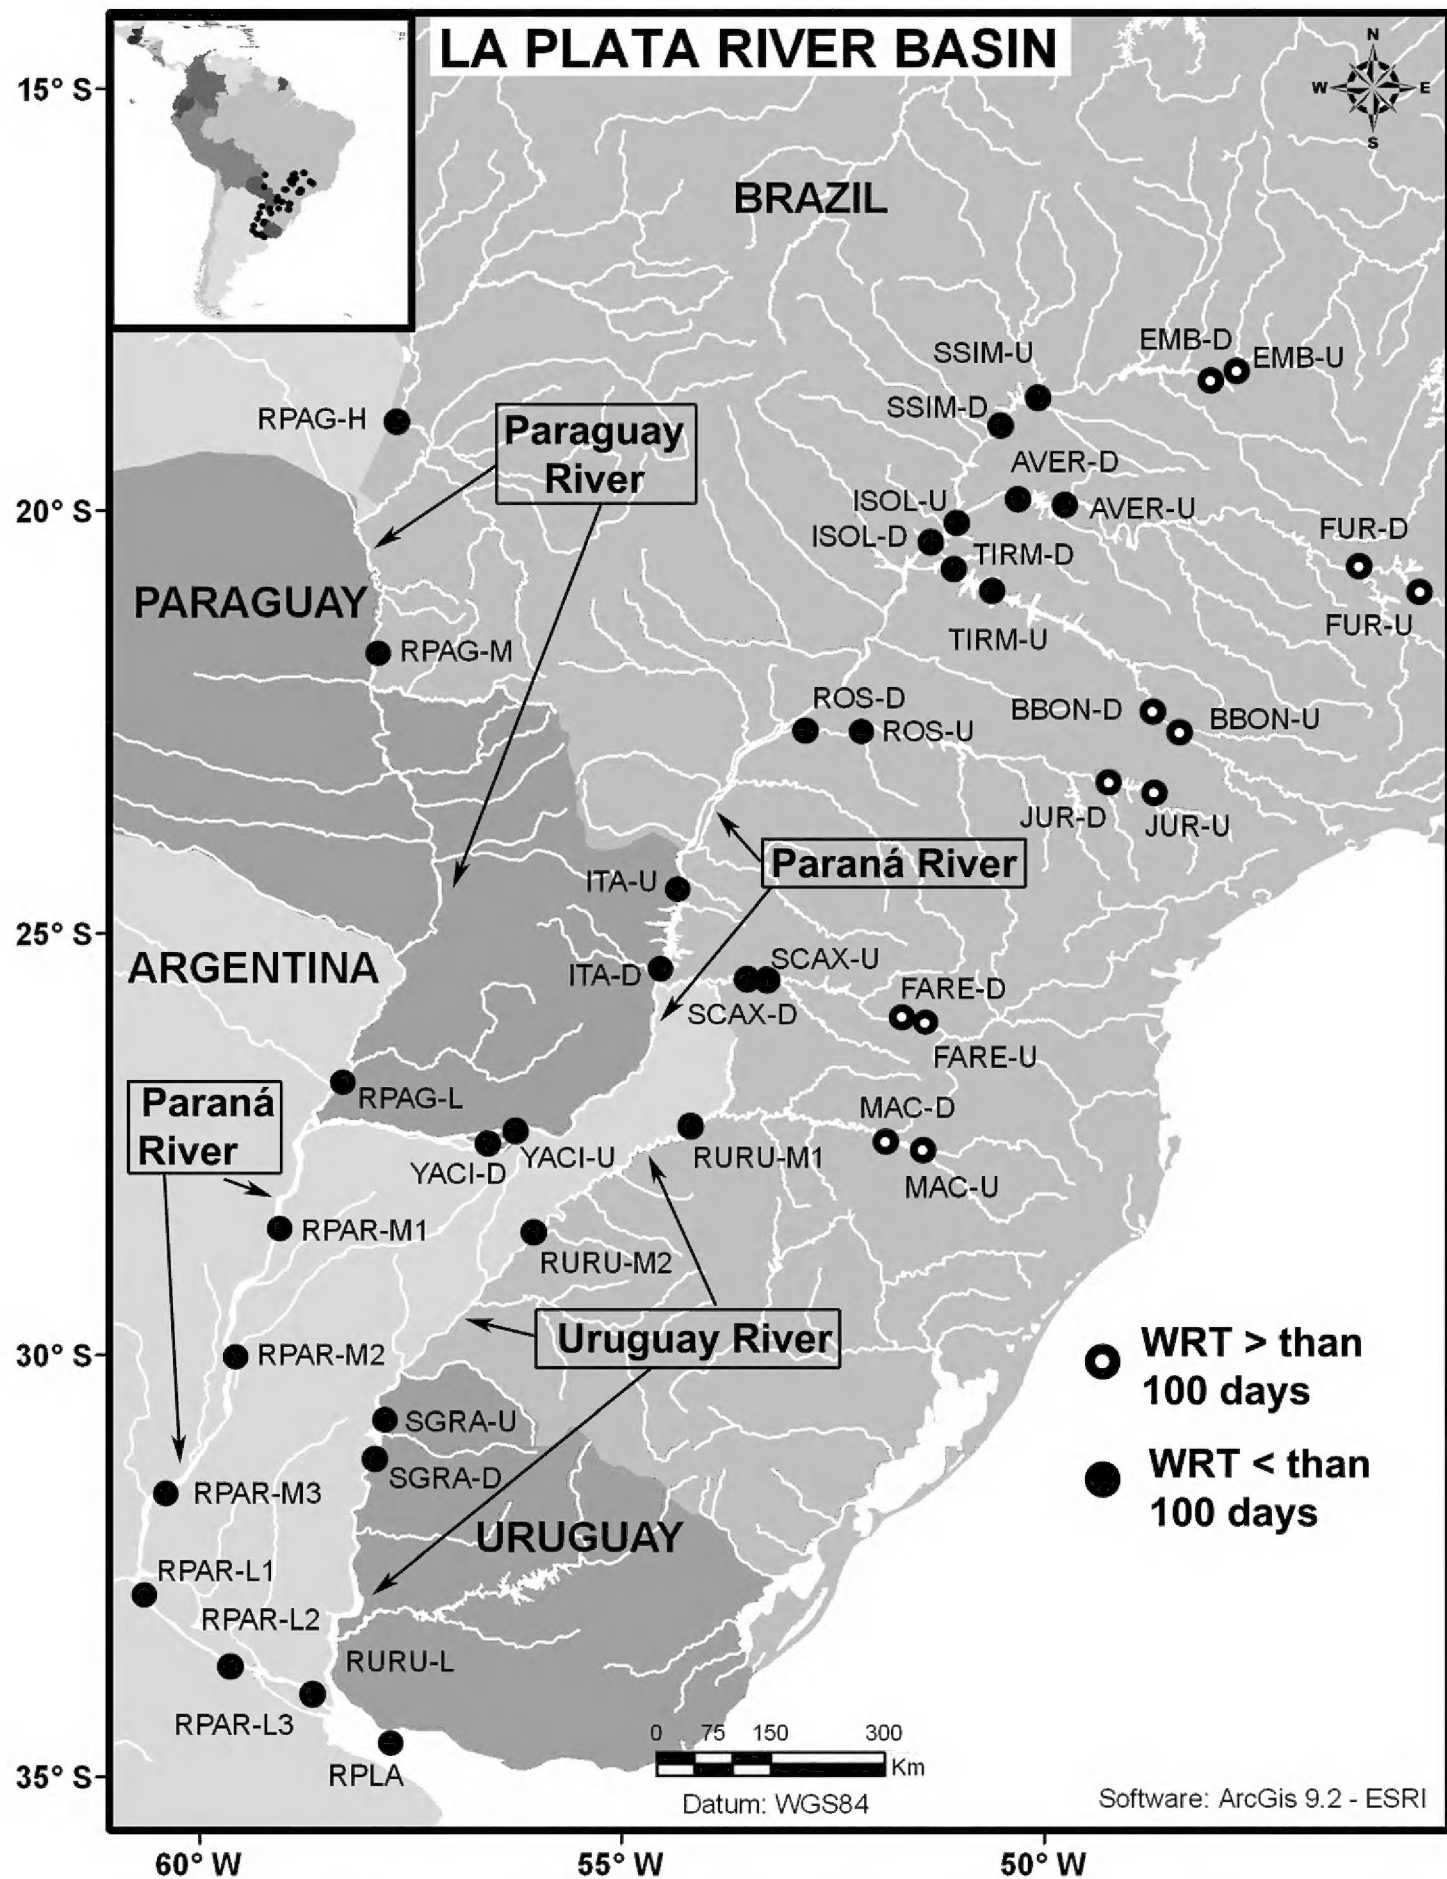 LA PLATA RIVER BASIN
N
W
E
S
15° S
BRAZIL
EMB-D
EMB-U
SSIM-U
SSIM-D
RPAG-H
Paraguay
River
AVER-D
AVER-U
20° S
ISOL-U
ISOL-D
TIRM-D
TIRM-U
FUR-D
FUR-U
PARAGUAY
RPAG-M
ROS-D
ROS-U
BBON-D
BBON-U
JUR-D
JUR-U
Paraná River
ITA-U
25° S
ARGENTINA
ITA-D
SCAX-U
SCAX-D
FARE-D
FARE-U
Paraná
River
RPAG-L
YACI-D
YACI-U
RURU-M1
MAC-D
MAC-U
RPAR-M1
RURU-M2
Uruguay River
30° S
RPAR-M2
WRT > than
100 days
SGRA-U
SGRA-D
WRT < than
100 days
RPAR-M3
URUGUAY
RPAR-L1
RPAR-L2
RURU-L
RPAR-L3
RPLA
0 75 150 300
Km
Datum: WGS84
Software: ArcGis 9.2 - ESRI
35° S
60° W
55° W
50° W